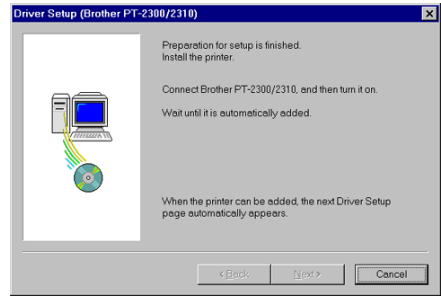 Driver Setup (Brother PT-2300/2310)
Preparation for setup is finished.
Install the printer.
Connect Brother PT-2300/2310, and then turn it on.
Wait until it is automatically added.
When the printer can be added, the next Driver Setup
page automatically appears.
< Back
Next >
Cancel